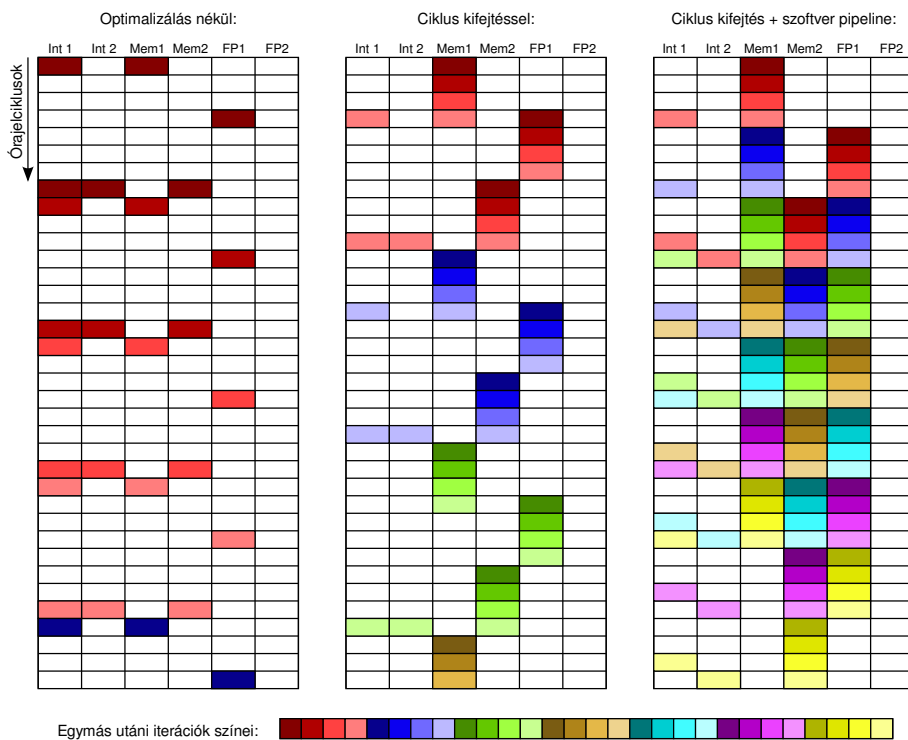 Optimalizálás nékül:
Ciklus kifejtéssel:
Ciklus kifejtés + szoftver pipeline:
Int 1 Int 2 Mem1 Mem2 FP1 FP2
Int 1 Int 2 Mem1 Mem2 FP1 FP2
Int 1 Int 2 Mem1 Mem2 FP1 FP2
Órajelciklusok
Egymás utáni iterációk színei: